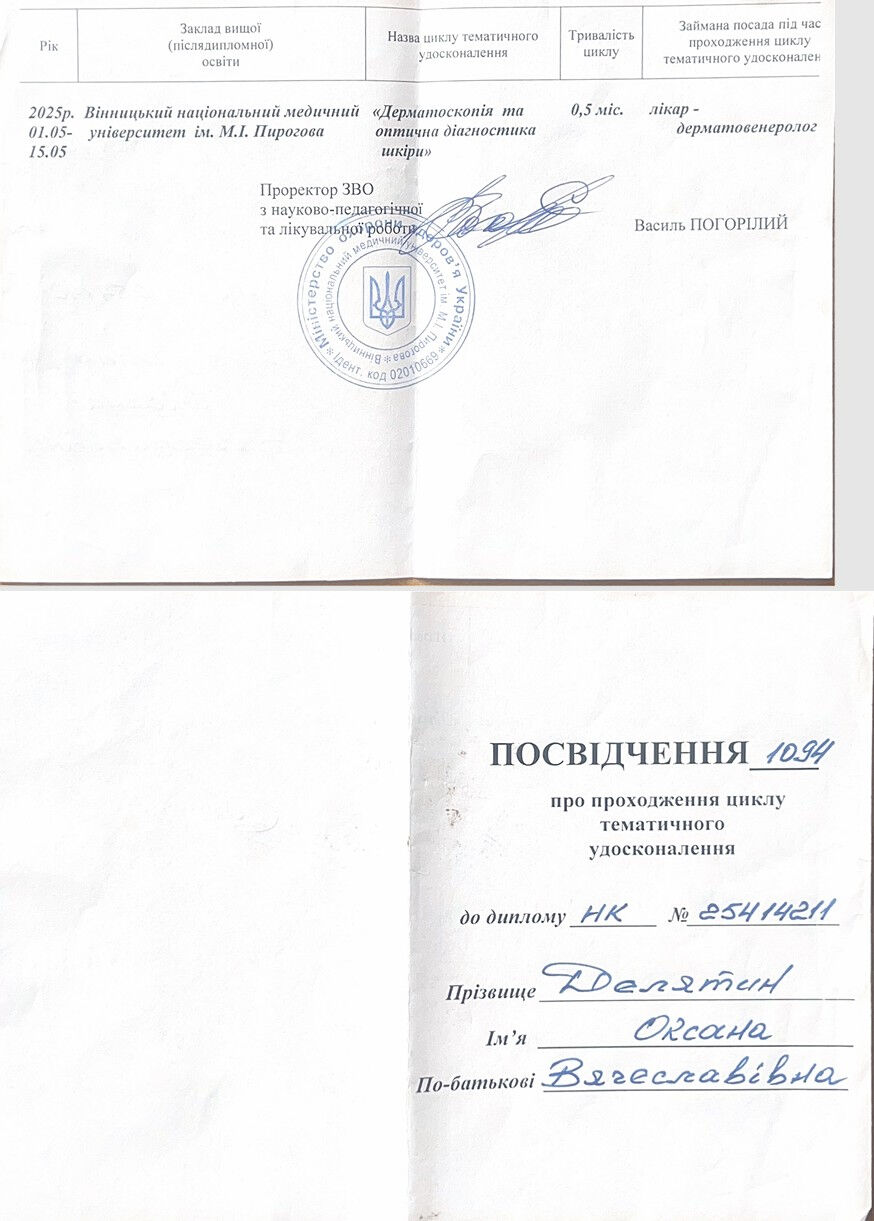 Рік
Заклад вищої
(післядипломної)
освіти
Назва циклу тематичного
удосконалення
Тривалість
циклу
Займана посада під час
проходження циклу
тематичного удосконален
2025р. Вінницький національний медичний «Дерматоскопія та 0,5 міс. лікар -
01.05- університет ім. М.І. Пирогова оптична діагностика дерматовенеролог
15.05 шкіри»
Проректор ЗВО
з науково-педагогічної
та лікувальної роботи
Василь ПОГОРІЛИЙ
Міністерство охорони здоров'я України
Вінницький національний медичний університет ім. М.І. Пирогова
Ідент. код 02010669
ПОСВІДЧЕННЯ 1094
про проходження циклу
тематичного
удосконалення
до диплому НК № 25414211
Прізвище Делятин
Ім'я Оксана
По-батькові Вячеславівна